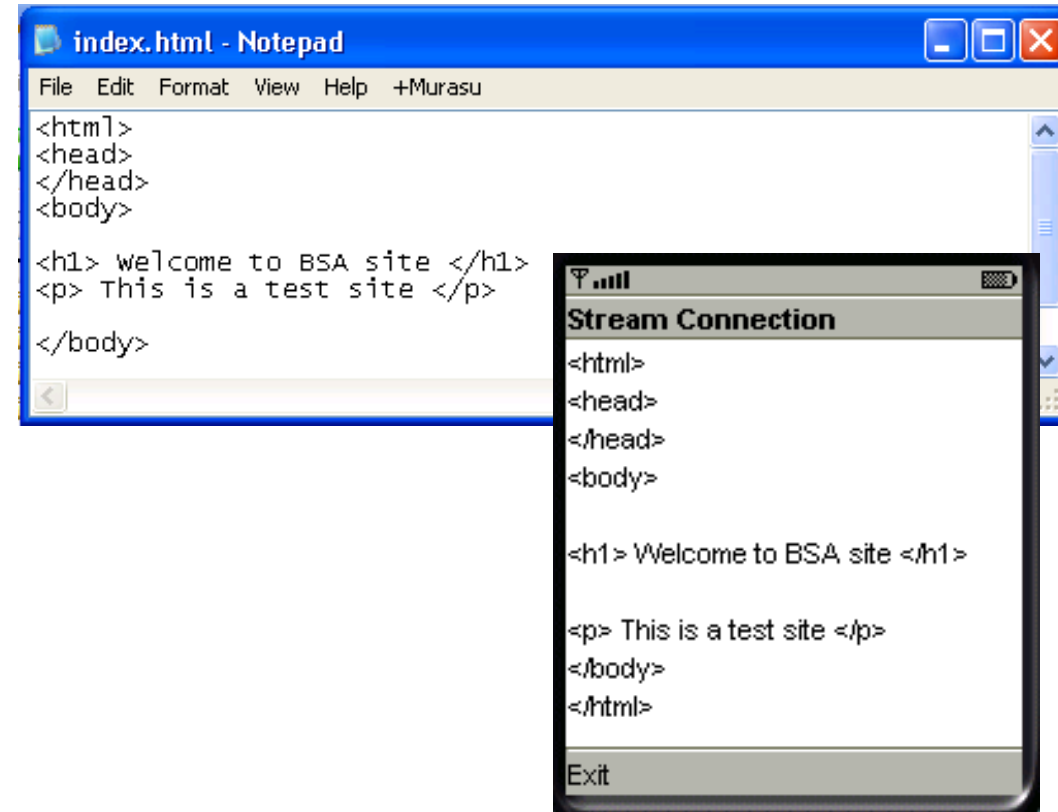 index.html - Notepad
File Edit Format View Help +Murasu
<html>
<head>
</head>
<body>
<h1> Welcome to BSA site </h1>
<p> This is a test site </p>
</body>
Stream Connection
<html>
<head>
</head>
<body>
<h1> Welcome to BSA site </h1>
<p> This is a test site </p>
</body>
</html>
Exit